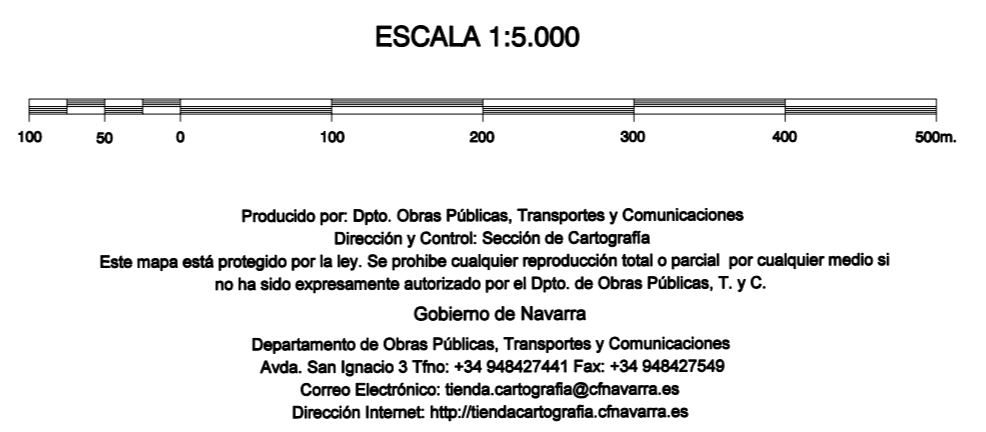 ESCALA 1:5.000
100 50 0 100 200 300 400 500m.
Producido por: Dpto. Obras Públicas, Transportes y Comunicaciones
Dirección y Control: Sección de Cartografía
Este mapa está protegido por la ley. Se prohibe cualquier reproducción total o parcial por cualquier medio si
no ha sido expresamente autorizado por el Dpto. de Obras Públicas, T. y C.
Gobierno de Navarra
Departamento de Obras Públicas, Transportes y Comunicaciones
Avda. San Ignacio 3 Tfno: +34 948427441 Fax: +34 948427549
Correo Electrónico: tienda.cartografia@cfnavarra.es
Dirección Internet: http://tiendacartografia.cfnavarra.es